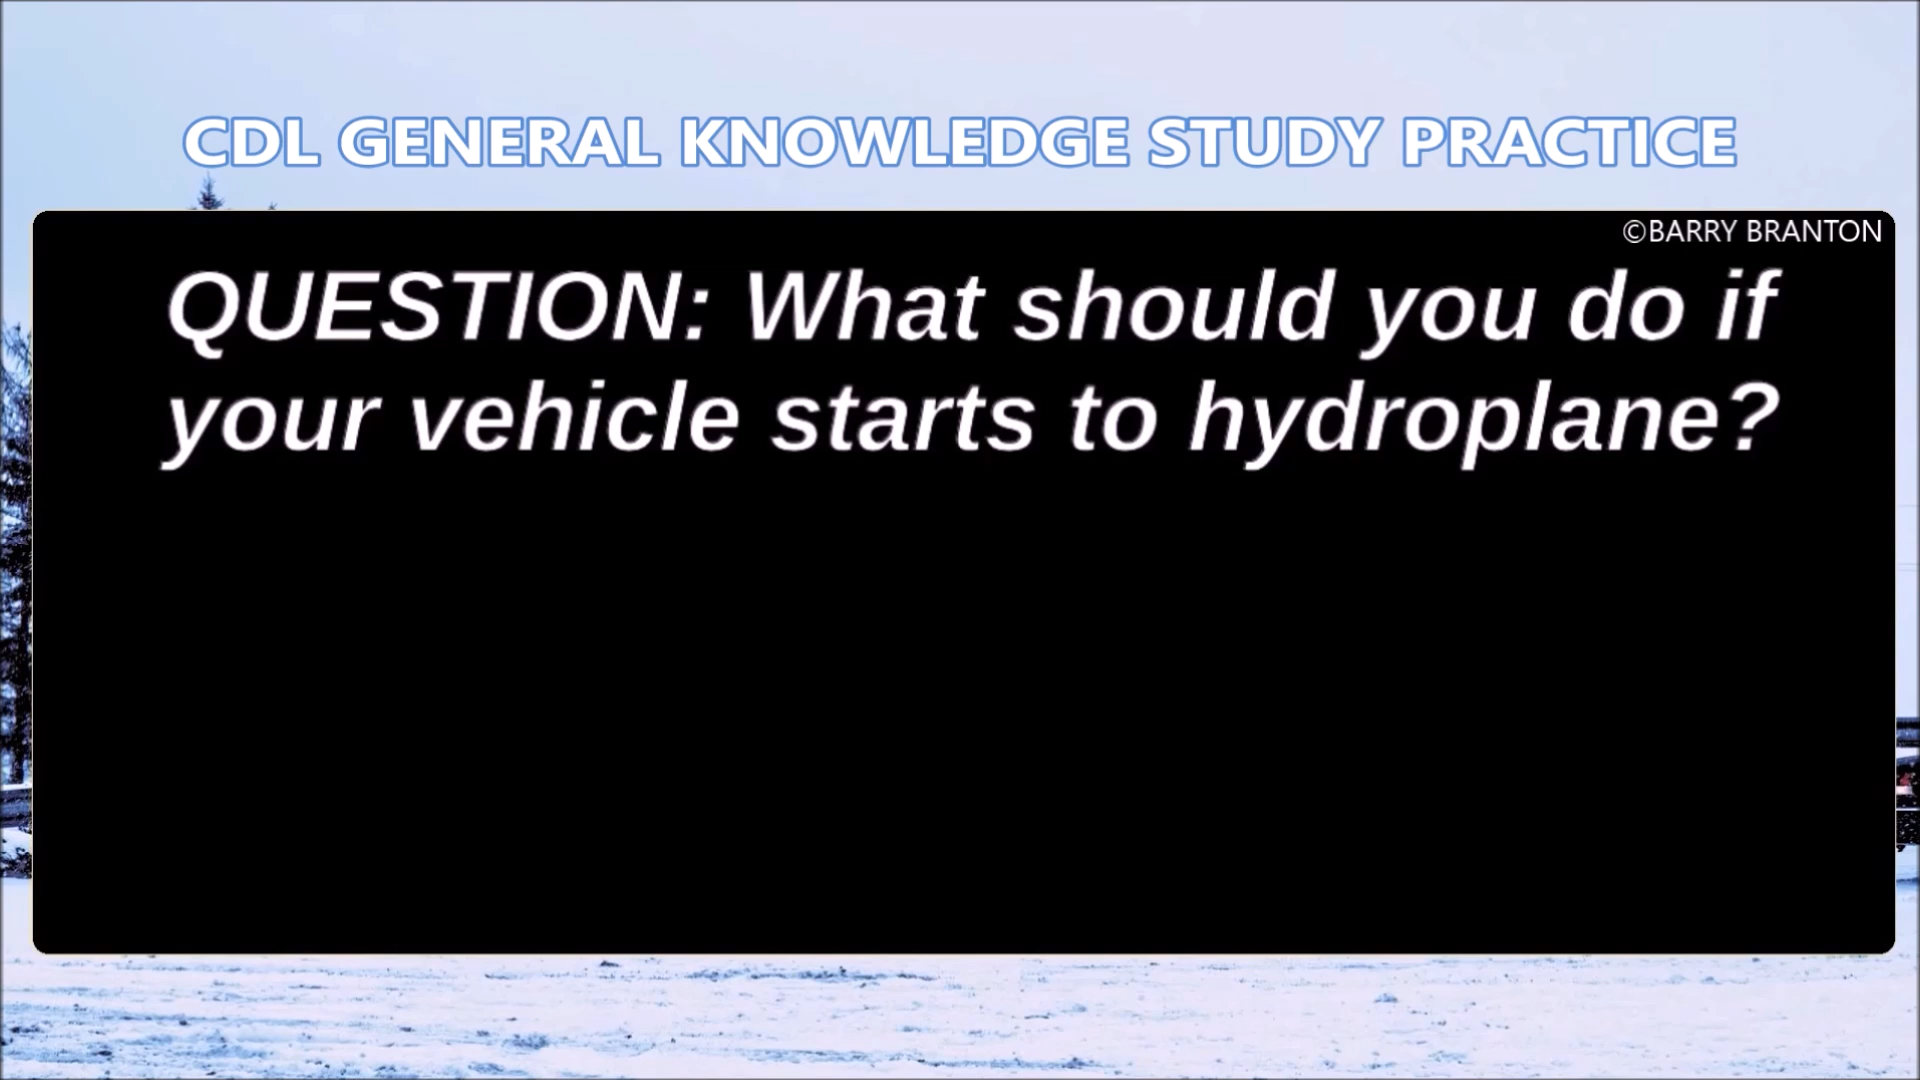 CDL GENERAL KNOWLEDGE STUDY PRACTICE
©BARRY BRANTON
QUESTION: What should you do if
your vehicle starts to hydroplane?